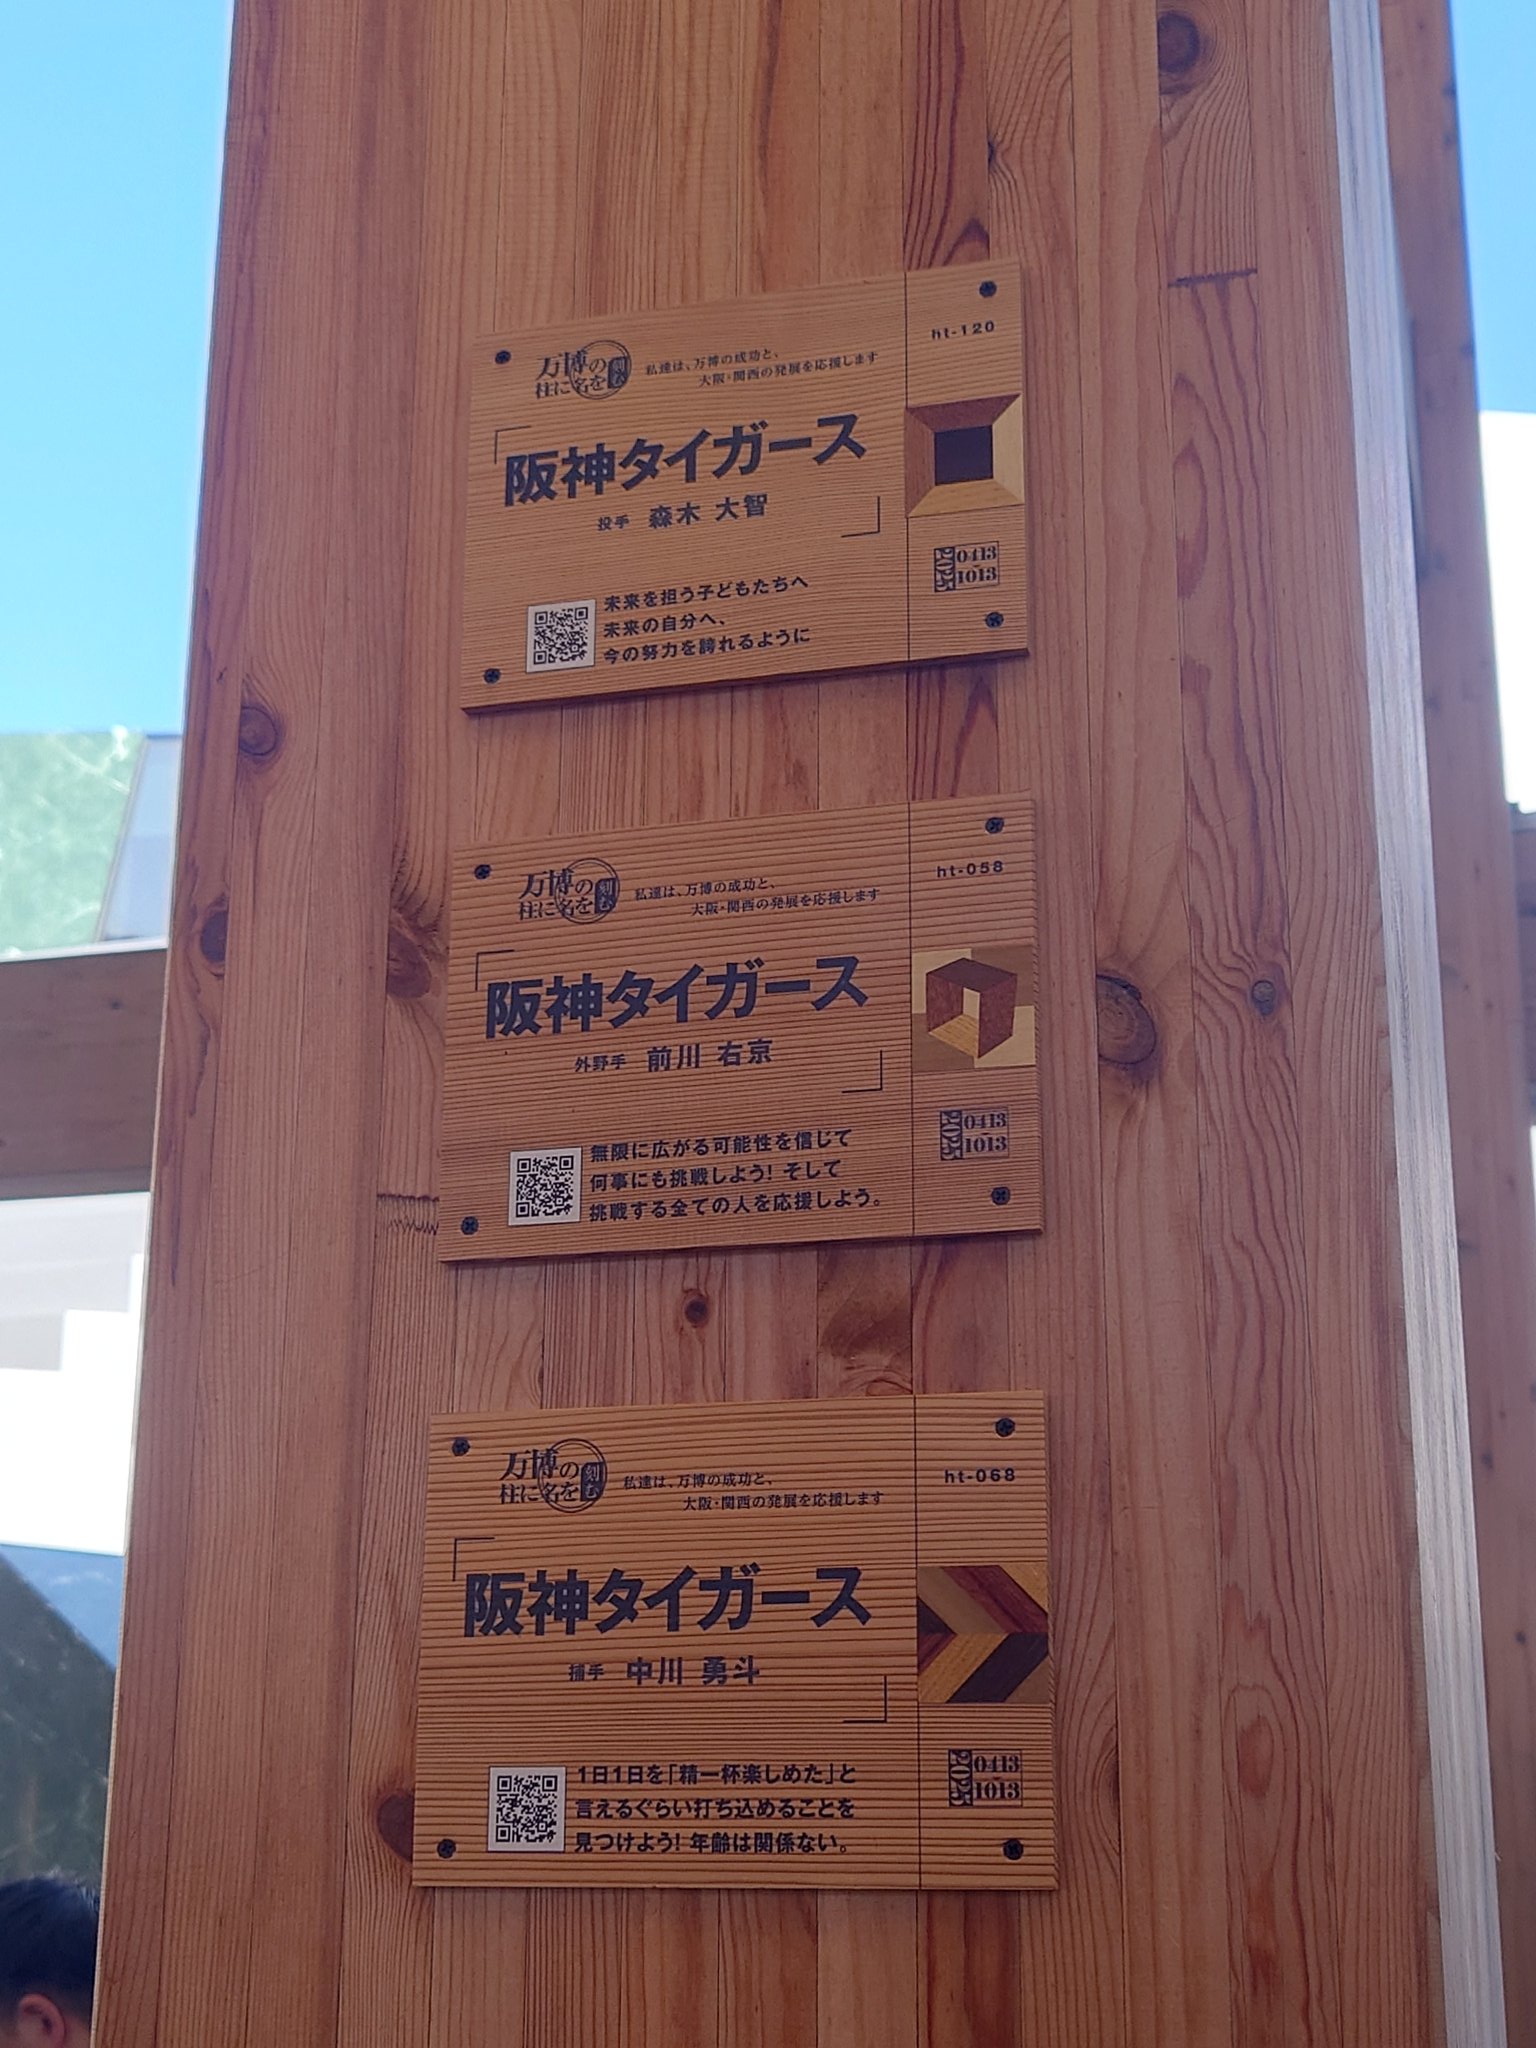 万博の
柱に名を刻む
私達は、万博の成功と、
大阪・関西の発展を応援します
ht-120
阪神タイガース
投手 森木 大智
2025 0413-1013
未来を担う子どもたちへ
未来の自分へ、
今の努力を誇れるように
万博の
柱に名を刻む
私達は、万博の成功と、
大阪・関西の発展を応援します
ht-058
阪神タイガース
外野手 前川 右京
2025 0413-1013
無限に広がる可能性を信じて
何事にも挑戦しよう! そして
挑戦する全ての人を応援しよう。
万博の
柱に名を刻む
私達は、万博の成功と、
大阪・関西の発展を応援します
ht-068
阪神タイガース
捕手 中川 勇斗
2025 0413-1013
1日1日を「精一杯楽しめた」と
言えるぐらい打ち込めることを
見つけよう! 年齢は関係ない。